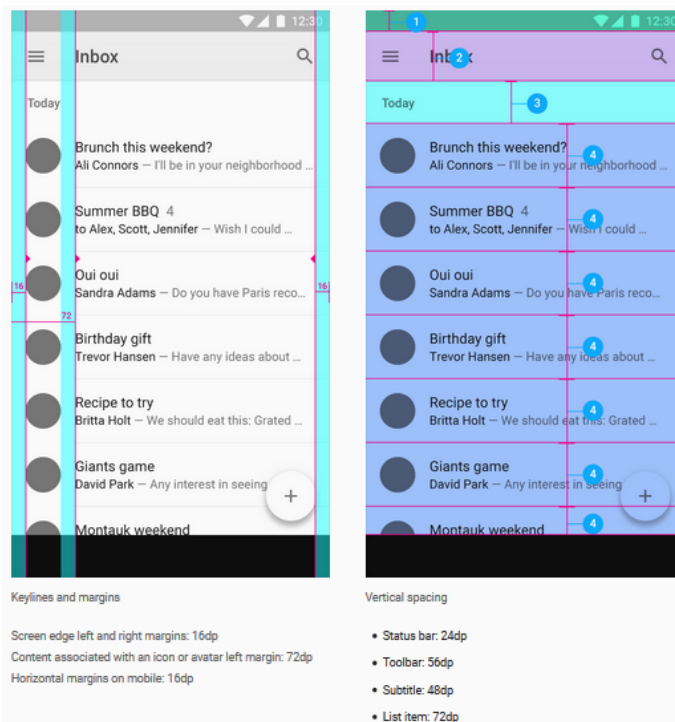 12:30
Inbox
Today
Brunch this weekend?
Ali Connors — I'll be in your neighborhood ...
Summer BBQ 4
to Alex, Scott, Jennifer — Wish I could ...
Oui oui
Sandra Adams — Do you have Paris reco...
16
16
72
Birthday gift
Trevor Hansen — Have any ideas about ...
Recipe to try
Britta Holt — We should eat this: Grated ...
Giants game
David Park — Any interest in seeing
+
Montauk weekend
Keylines and margins
Screen edge left and right margins: 16dp
Content associated with an icon or avatar left margin: 72dp
Horizontal margins on mobile: 16dp
1
12:30
Inbox
2
Today
3
Brunch this weekend?
4
Ali Connors — I'll be in your neighborhood ...
Summer BBQ 4
4
to Alex, Scott, Jennifer — Wish I could ...
Oui oui
4
Sandra Adams — Do you have Paris reco...
Birthday gift
4
Trevor Hansen — Have any ideas about ...
Recipe to try
4
Britta Holt — We should eat this: Grated ...
Giants game
4
David Park — Any interest in seeing
+
Montauk weekend
4
Vertical spacing
• Status bar: 24dp
• Toolbar: 56dp
• Subtitle: 48dp
• List item: 72dp